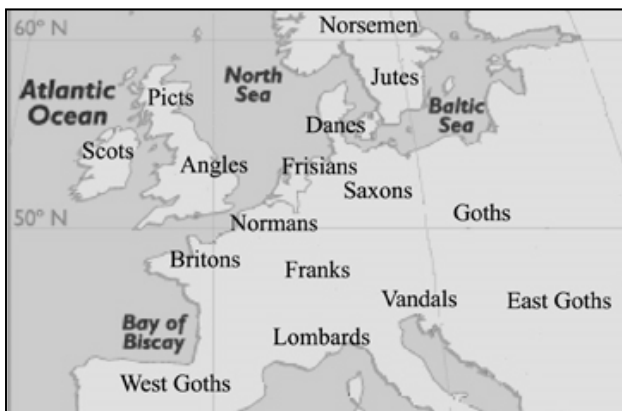 60° N
Norsemen
North
Sea
Jutes
Atlantic
Ocean
Picts
Baltic
Sea
Danes
Scots
Angles
Frisians
Saxons
50° N
Normans
Goths
Britons
Franks
Vandals
East Goths
Bay of
Biscay
Lombards
West Goths